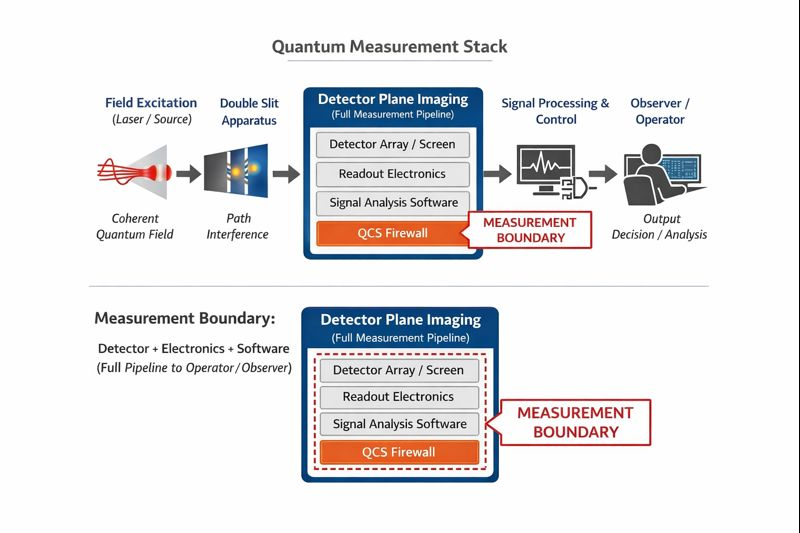 Quantum Measurement Stack
Field Excitation
(Laser / Source)
Double Slit
Apparatus
Detector Plane Imaging
(Full Measurement Pipeline)
Signal Processing &
Control
Observer /
Operator
Detector Array / Screen
Readout Electronics
Signal Analysis Software
QCS Firewall
MEASUREMENT
BOUNDARY
Coherent
Quantum Field
Path
Interference
Output
Decision / Analysis
Measurement Boundary:
Detector + Electronics + Software
(Full Pipeline to Operator/Observer)
Detector Plane Imaging
(Full Measurement Pipeline)
Detector Array / Screen
Readout Electronics
Signal Analysis Software
QCS Firewall
MEASUREMENT
BOUNDARY